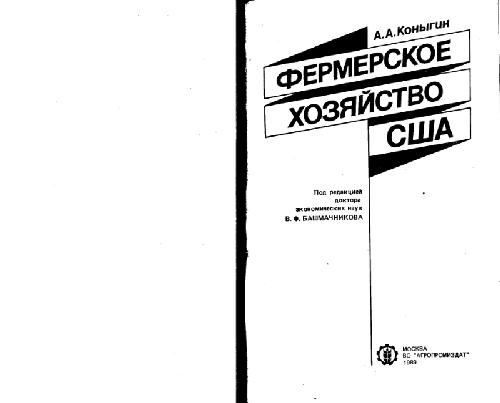 А.А.Коныгин
ФЕРМЕРСКОЕ
ХОЗЯЙСТВО
США
Под редакцией
доктора
экономических наук
В. Ф. БАШМАЧНИКОВА
МОСКВА
ВО "АГРОПРОМИЗДАТ"
1989